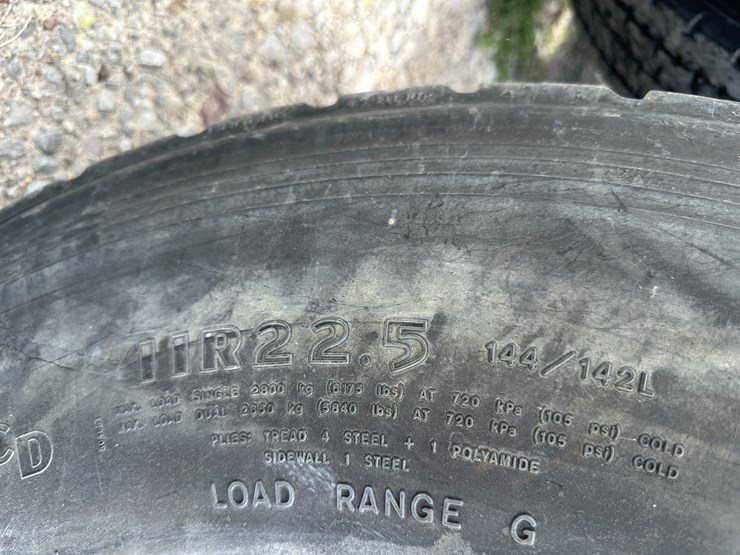 11R22.5 144/142L
MAX. LOAD SINGLE 2800 kg (6175 lbs) AT 720 kPa (105 psi) COLD
MAX. LOAD DUAL 2650 kg (5840 lbs) AT 720 kPa (105 psi) COLD
PLIES: TREAD 4 STEEL + 1 POLYAMIDE
SIDEWALL 1 STEEL
CD
LOAD RANGE G